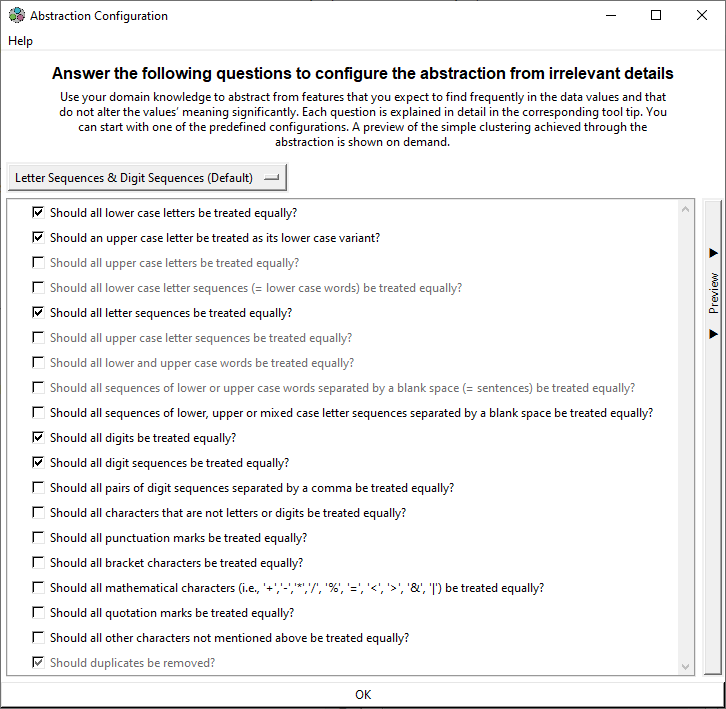 Abstraction Configuration
Help
Answer the following questions to configure the abstraction from irrelevant details
Use your domain knowledge to abstract from features that you expect to find frequently in the data values and that
do not alter the values' meaning significantly. Each question is explained in detail in the corresponding tool tip. You
can start with one of the predefined configurations. A preview of the simple clustering achieved through the
abstraction is shown on demand.
Letter Sequences & Digit Sequences (Default)
Should all lower case letters be treated equally?
Should an upper case letter be treated as its lower case variant?
Should all upper case letters be treated equally?
Should all lower case letter sequences (= lower case words) be treated equally?
Should all letter sequences be treated equally?
Should all upper case letter sequences be treated equally?
Should all lower and upper case words be treated equally?
Should all sequences of lower or upper case words separated by a blank space (= sentences) be treated equally?
Should all sequences of lower, upper or mixed case letter sequences separated by a blank space be treated equally?
Should all digits be treated equally?
Should all digit sequences be treated equally?
Should all pairs of digit sequences separated by a comma be treated equally?
Should all characters that are not letters or digits be treated equally?
Should all punctuation marks be treated equally?
Should all bracket characters be treated equally?
Should all mathematical characters (i.e., '+','-','*','/', '%', '=', '<', '>', '&', '|') be treated equally?
Should all quotation marks be treated equally?
Should all other characters not mentioned above be treated equally?
Should duplicates be removed?
Preview
OK